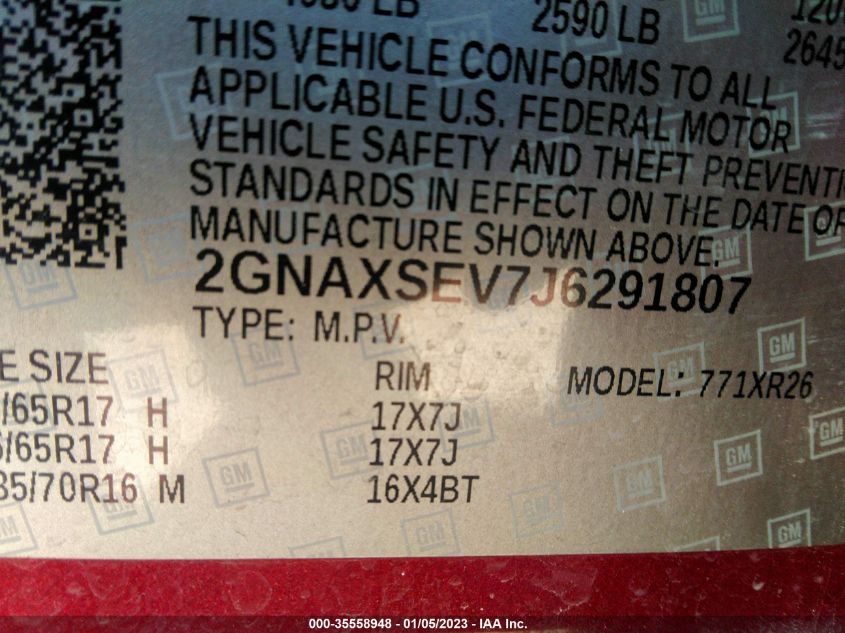 2590 LB
THIS VEHICLE CONFORMS TO ALL
APPLICABLE U.S. FEDERAL MOTOR
VEHICLE SAFETY AND THEFT PREVENTI
STANDARDS IN EFFECT ON THE DATE OF
MANUFACTURE SHOWN ABOVE.
2GNAXSEV7J6291807
TYPE: M.P.V.
E SIZE RIM MODEL: 771XR26
/65R17 H 17X7J
/65R17 H 17X7J
85/70R16 M 16X4BT
GM
000-35558948 - 01/05/2023 - IAA, Inc.